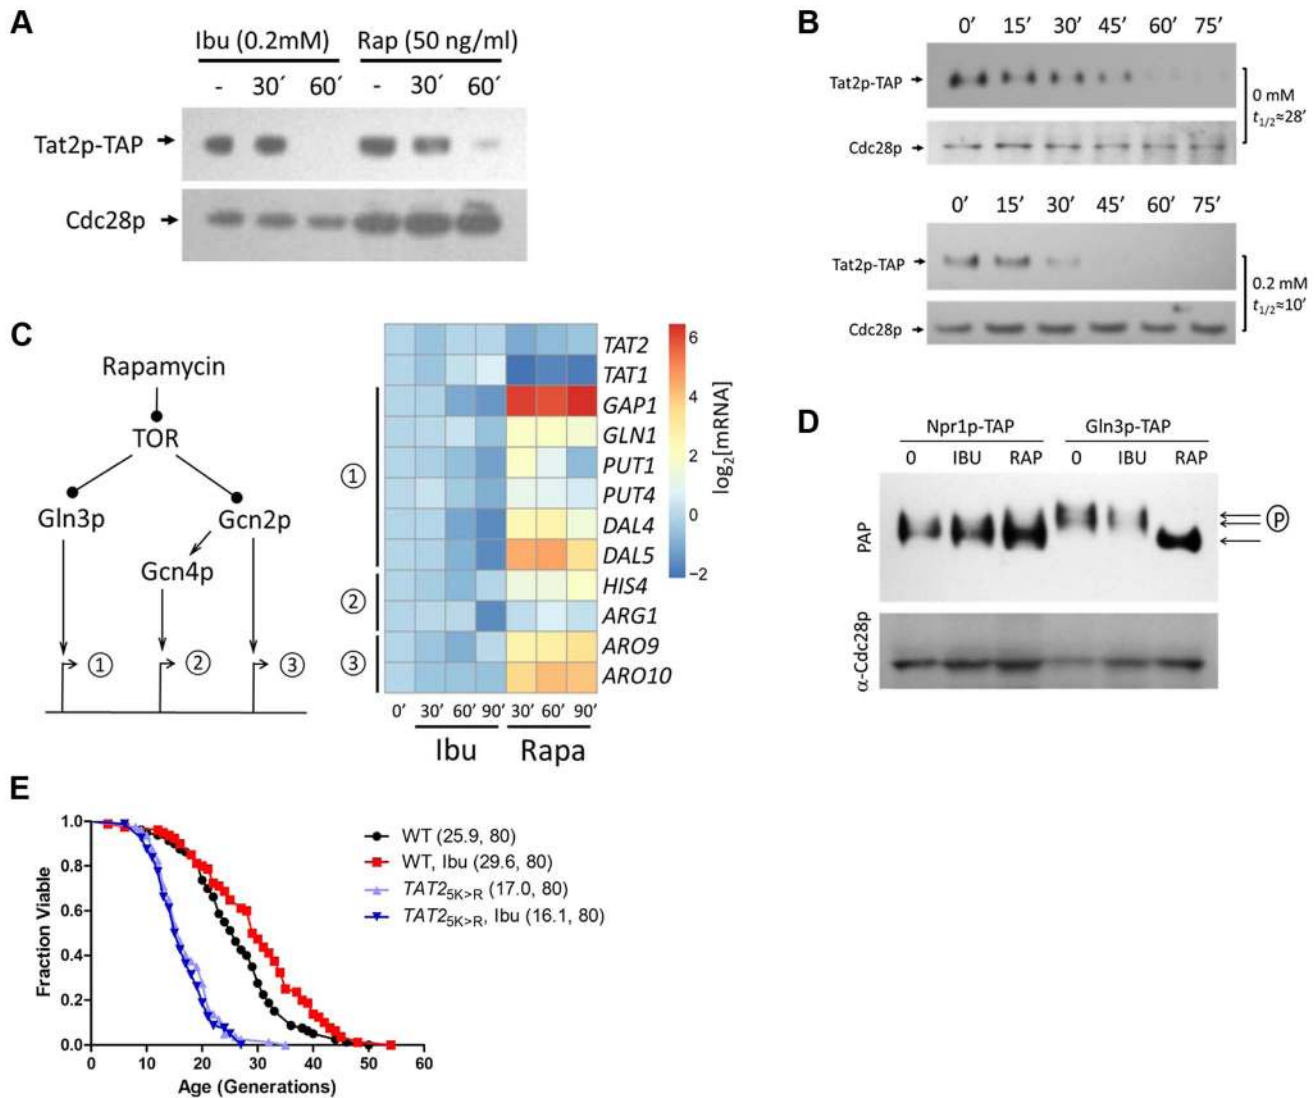 A
Ibu (0.2mM) Rap (50 ng/ml)
- 30′ 60′ - 30′ 60′
Tat2p-TAP
Cdc28p
B
0′ 15′ 30′ 45′ 60′ 75′
Tat2p-TAP
0 mM
t1/2≈28′
Cdc28p
0′ 15′ 30′ 45′ 60′ 75′
Tat2p-TAP
0.2 mM
t1/2≈10′
Cdc28p
C
Rapamycin
TOR
Gln3p Gcn2p
Gcn4p
① ② ③
①
②
③
TAT2
TAT1
GAP1
GLN1
PUT1
PUT4
DAL4
DAL5
HIS4
ARG1
ARO9
ARO10
0′ 30′ 60′ 90′ 30′ 60′ 90′
Ibu Rapa
6
4
2
0
−2
log2[mRNA]
D
Npr1p-TAP Gln3p-TAP
0 IBU RAP 0 IBU RAP
PAP
P
α-Cdc28p
E
Fraction Viable
1.0
0.8
0.6
0.4
0.2
0.0
0 10 20 30 40 50 60
Age (Generations)
WT (25.9, 80)
WT, Ibu (29.6, 80)
TAT25K>R (17.0, 80)
TAT25K>R, Ibu (16.1, 80)